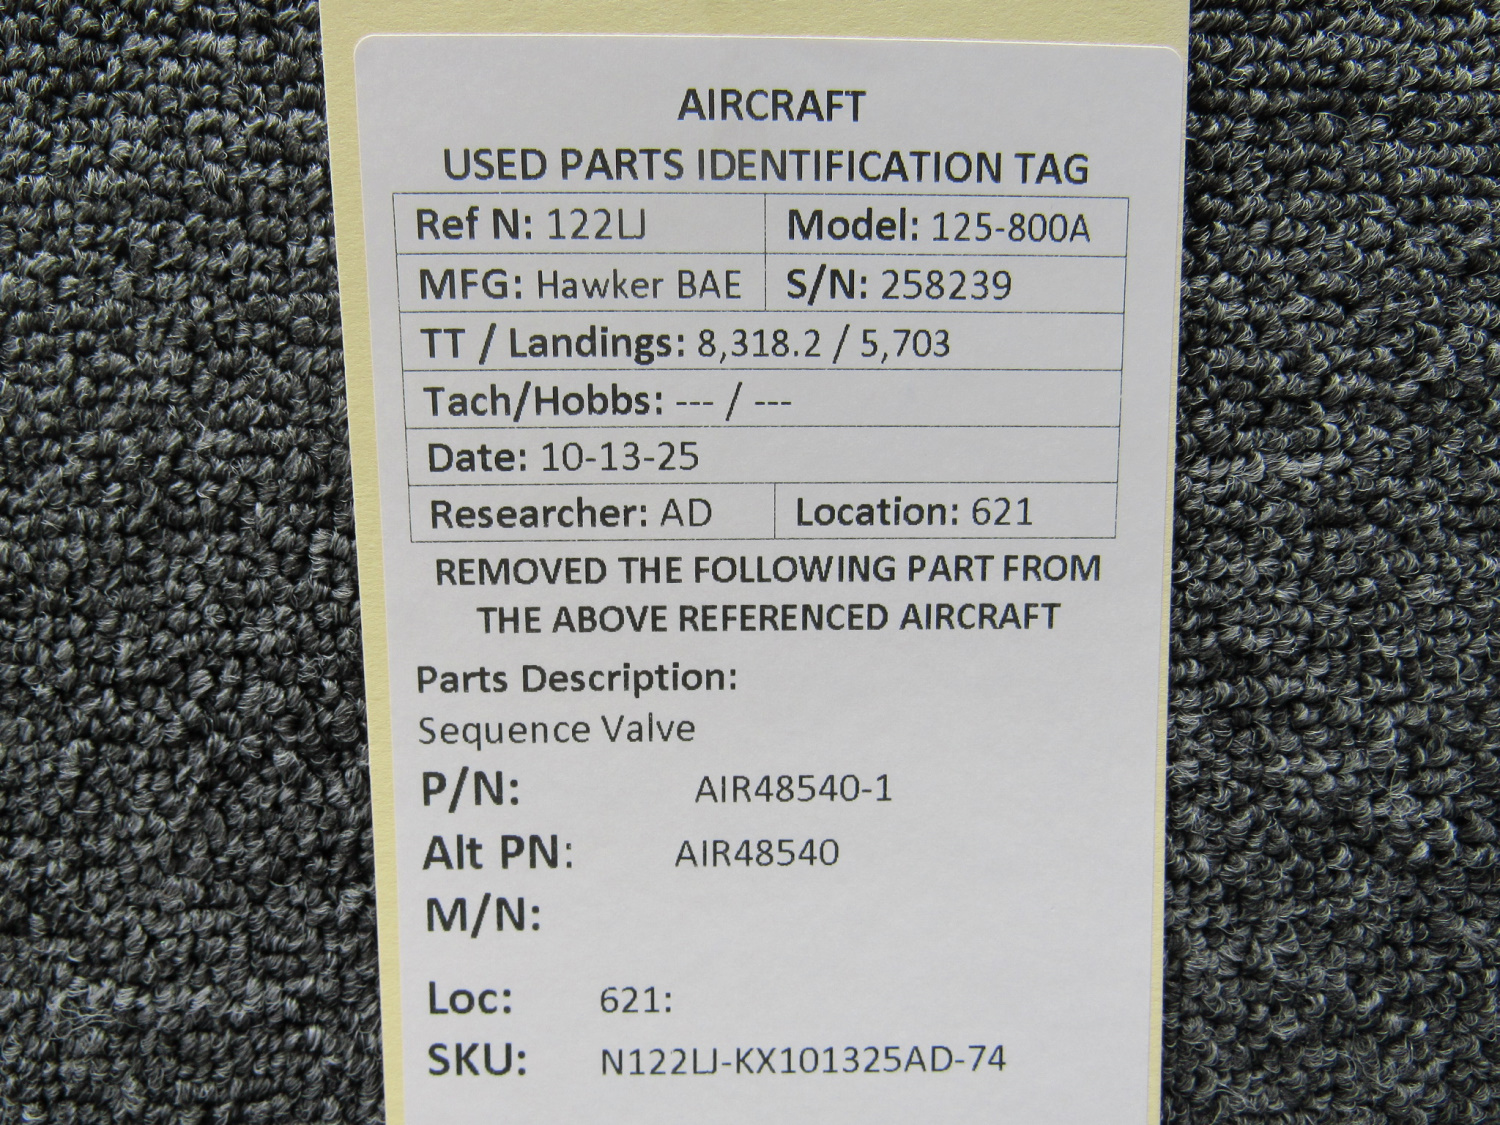 AIRCRAFT
USED PARTS IDENTIFICATION TAG
Ref N: 122LJ Model: 125-800A
MFG: Hawker BAE S/N: 258239
TT / Landings: 8,318.2 / 5,703
Tach/Hobbs: --- / ---
Date: 10-13-25
Researcher: AD Location: 621
REMOVED THE FOLLOWING PART FROM
THE ABOVE REFERENCED AIRCRAFT
Parts Description:
Sequence Valve
P/N: AIR48540-1
Alt PN: AIR48540
M/N:
Loc: 621:
SKU: N122LJ-KX101325AD-74